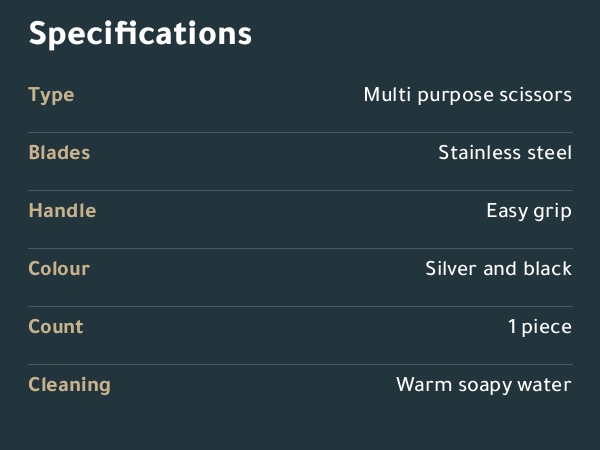 Specifications
Type Multi purpose scissors
Blades Stainless steel
Handle Easy grip
Colour Silver and black
Count 1 piece
Cleaning Warm soapy water